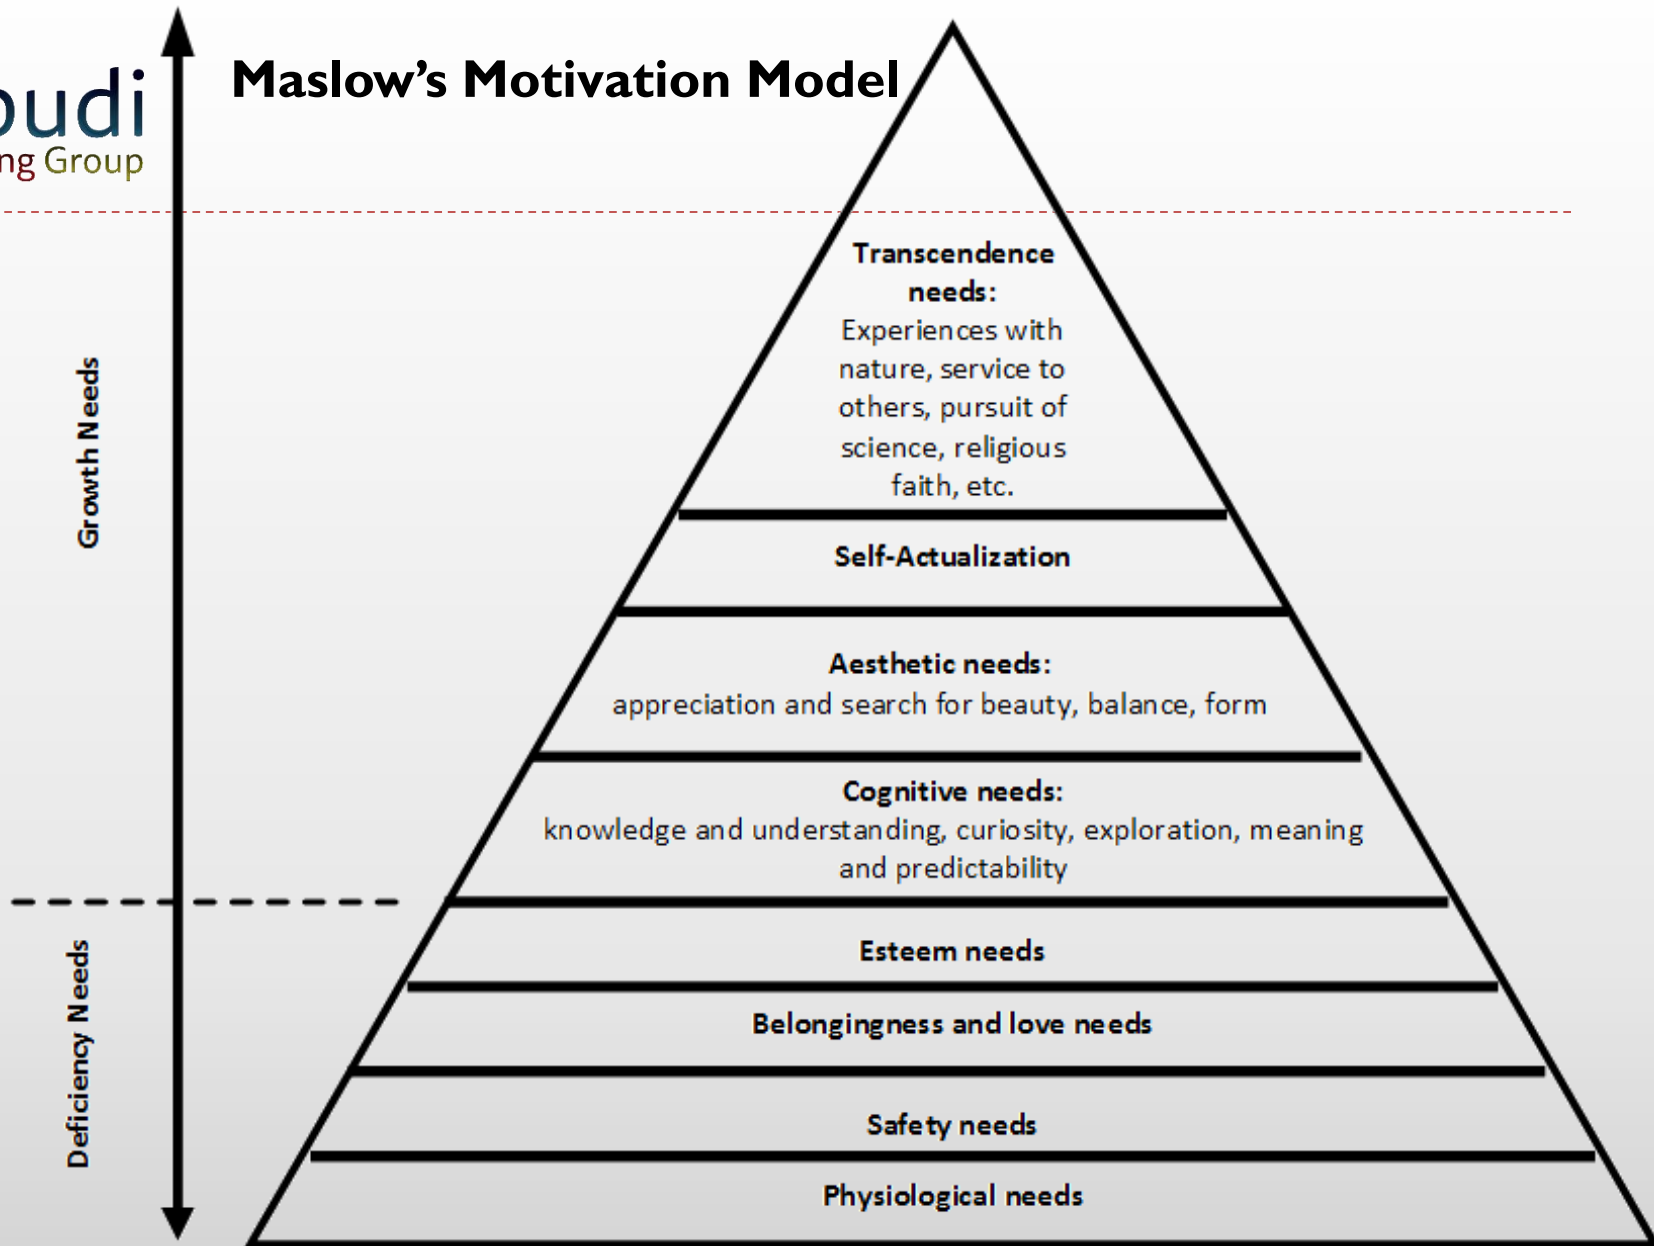 Maslow's Motivation Model
oudi
ng Group
Growth Needs
Deficiency Needs
Transcendence
needs:
Experiences with
nature, service to
others, pursuit of
science, religious
faith, etc.
Self-Actualization
Aesthetic needs:
appreciation and search for beauty, balance, form
Cognitive needs:
knowledge and understanding, curiosity, exploration, meaning
and predictability
Esteem needs
Belongingness and love needs
Safety needs
Physiological needs